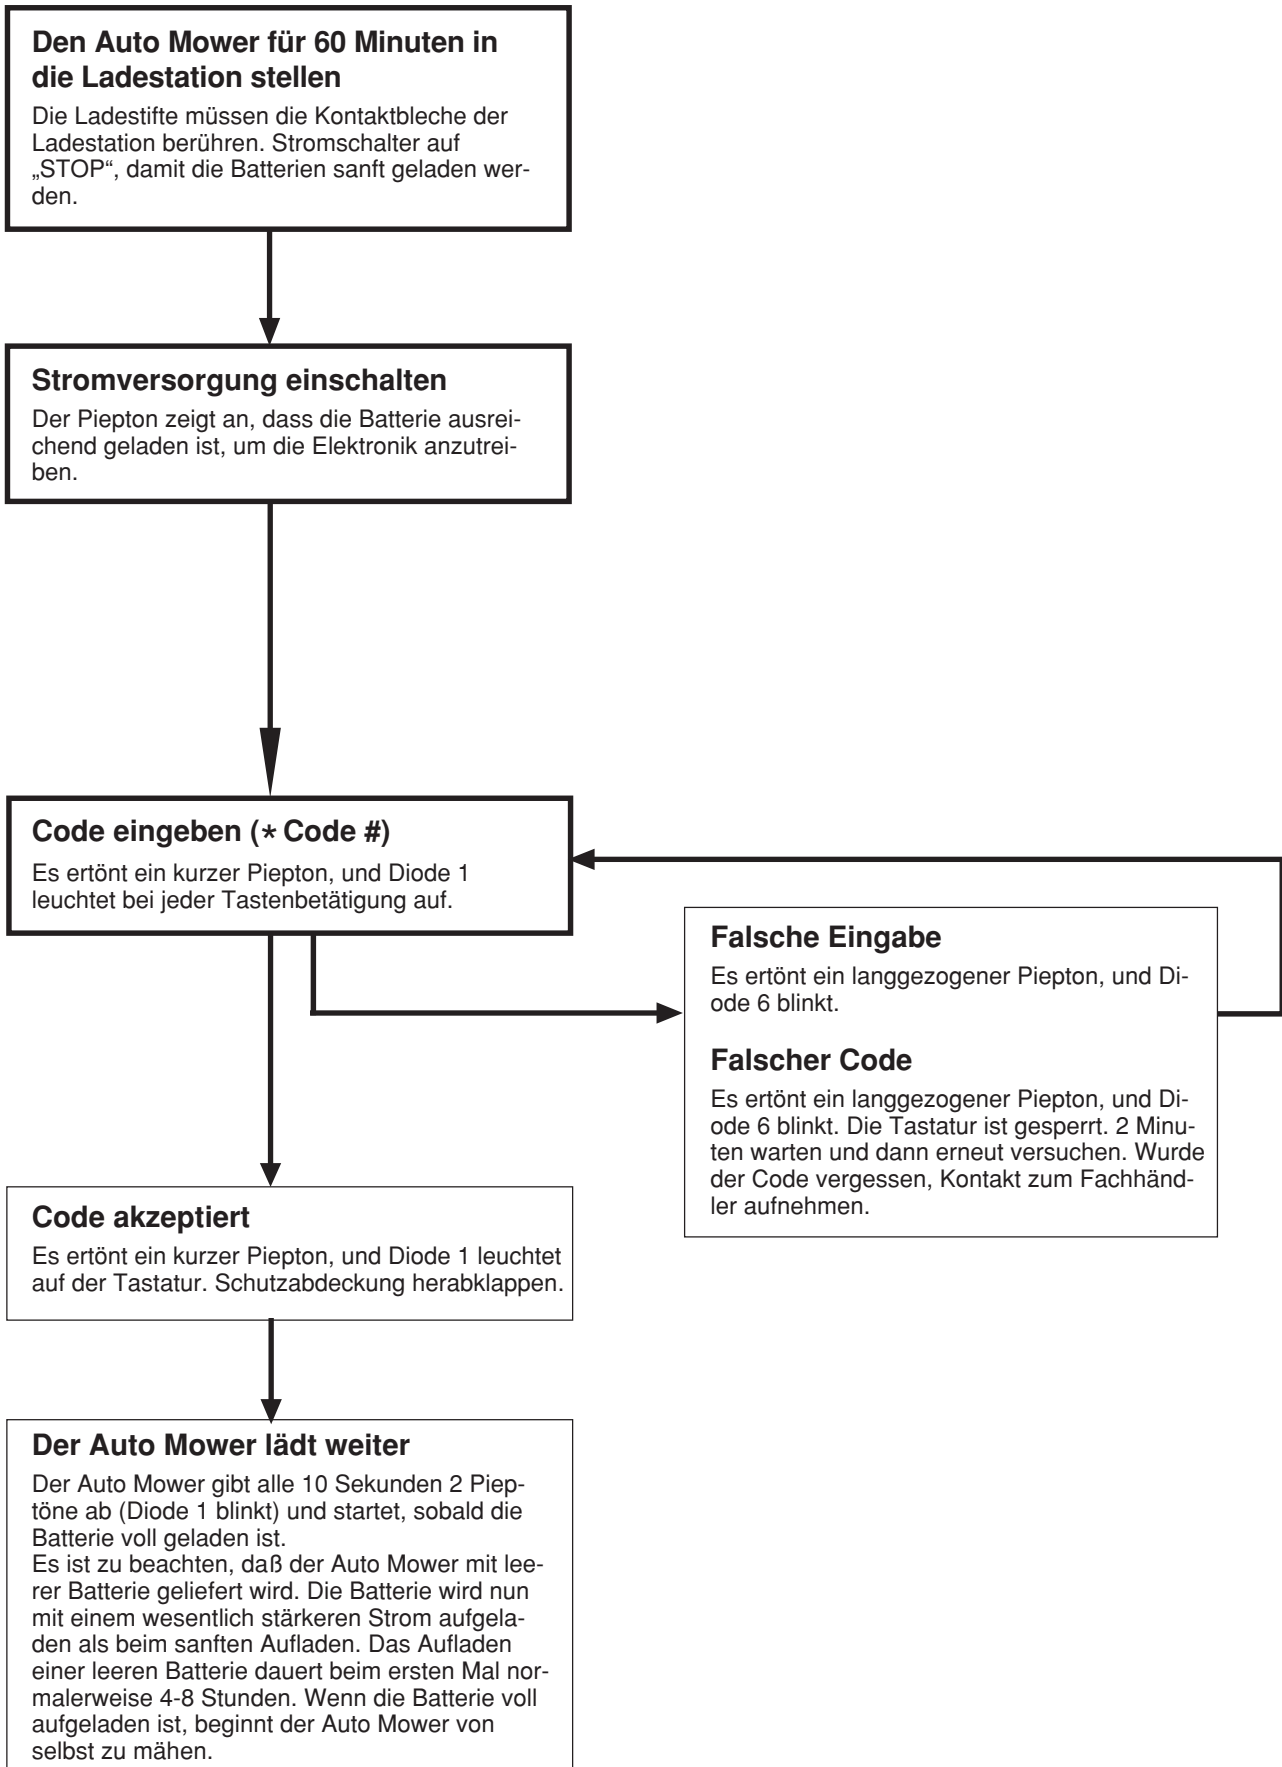 Den Auto Mower für 60 Minuten in
die Ladestation stellen
Die Ladestifte müssen die Kontaktbleche der
Ladestation berühren. Stromschalter auf
„STOP“, damit die Batterien sanft geladen wer-
den.
Stromversorgung einschalten
Der Piepton zeigt an, dass die Batterie ausrei-
chend geladen ist, um die Elektronik anzutrei-
ben.
Code eingeben (* Code #)
Es ertönt ein kurzer Piepton, und Diode 1
leuchtet bei jeder Tastenbetätigung auf.
Falsche Eingabe
Es ertönt ein langgezogener Piepton, und Di-
ode 6 blinkt.
Falscher Code
Es ertönt ein langgezogener Piepton, und Di-
ode 6 blinkt. Die Tastatur ist gesperrt. 2 Minu-
ten warten und dann erneut versuchen. Wurde
der Code vergessen, Kontakt zum Fachhänd-
ler aufnehmen.
Code akzeptiert
Es ertönt ein kurzer Piepton, und Diode 1 leuchtet
auf der Tastatur. Schutzabdeckung herabklappen.
Der Auto Mower lädt weiter
Der Auto Mower gibt alle 10 Sekunden 2 Piep-
töne ab (Diode 1 blinkt) und startet, sobald die
Batterie voll geladen ist.
Es ist zu beachten, daß der Auto Mower mit lee-
rer Batterie geliefert wird. Die Batterie wird nun
mit einem wesentlich stärkeren Strom aufgela-
den als beim sanften Aufladen. Das Aufladen
einer leeren Batterie dauert beim ersten Mal nor-
malerweise 4-8 Stunden. Wenn die Batterie voll
aufgeladen ist, beginnt der Auto Mower von
selbst zu mähen.